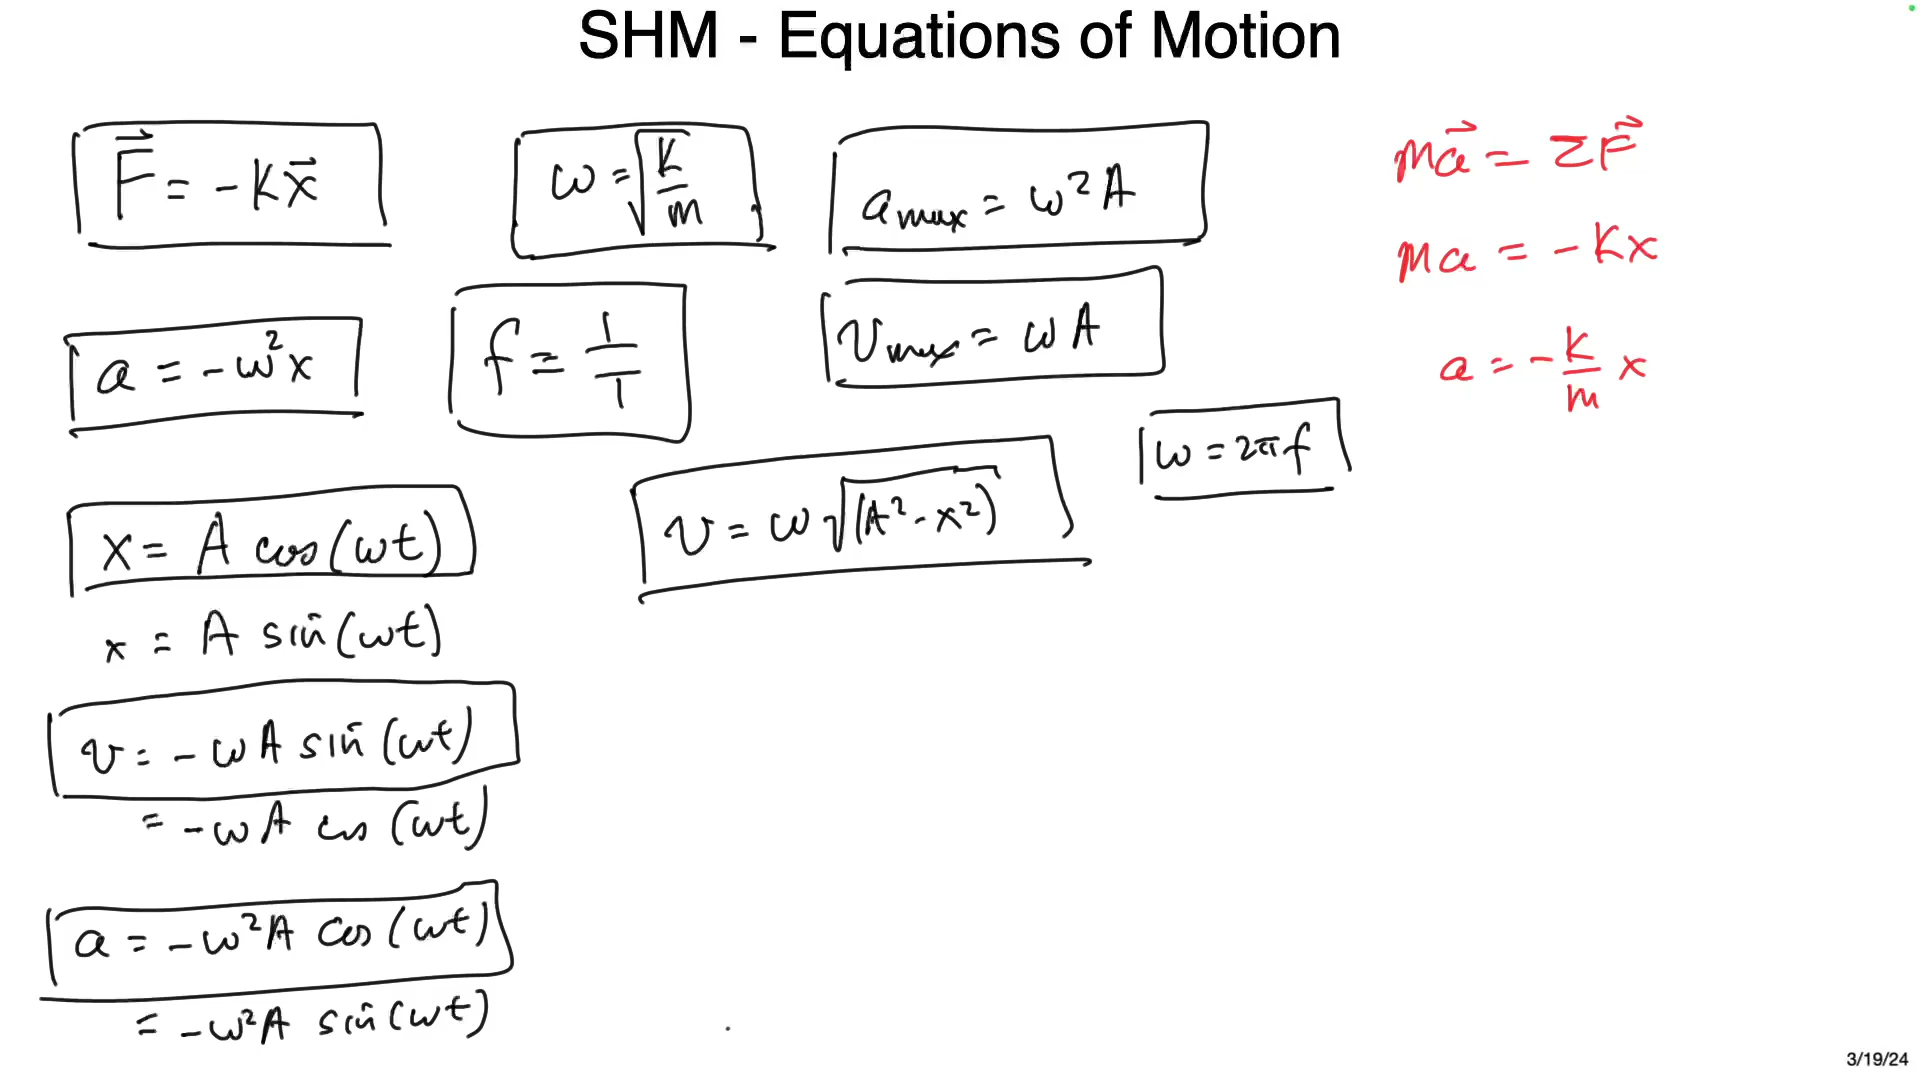 SHM - Equations of Motion
F⃗ = -kx⃗
ω = √(k/m)
a_max = ω²A
ma⃗ = ΣF⃗
ma = -kx
a = -ω²x
f = 1/T
v_max = ωA
a = -k/m x
ω = 2πf
x = A cos(ωt)
v = ω√(A² - x²)
x = A sin(ωt)
v = -ωA sin(ωt)
= -ωA cos(ωt)
a = -ω²A cos(ωt)
= -ω²A sin(ωt)
3/19/24